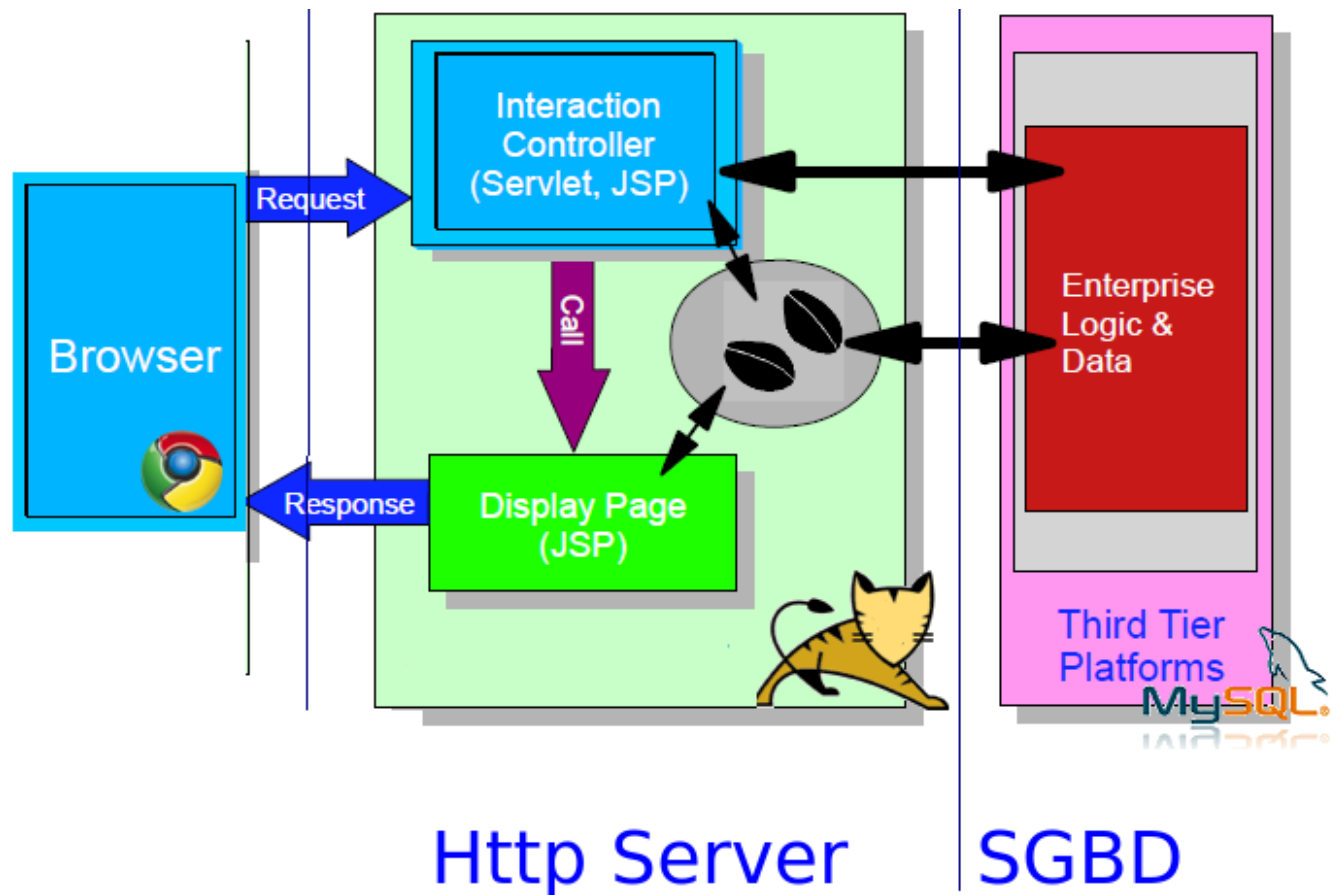 Browser
Request
Response
Interaction
Controller
(Servlet, JSP)
Call
Display Page
(JSP)
Enterprise
Logic &
Data
Third Tier
Platforms
MySQL®
Http Server
SGBD